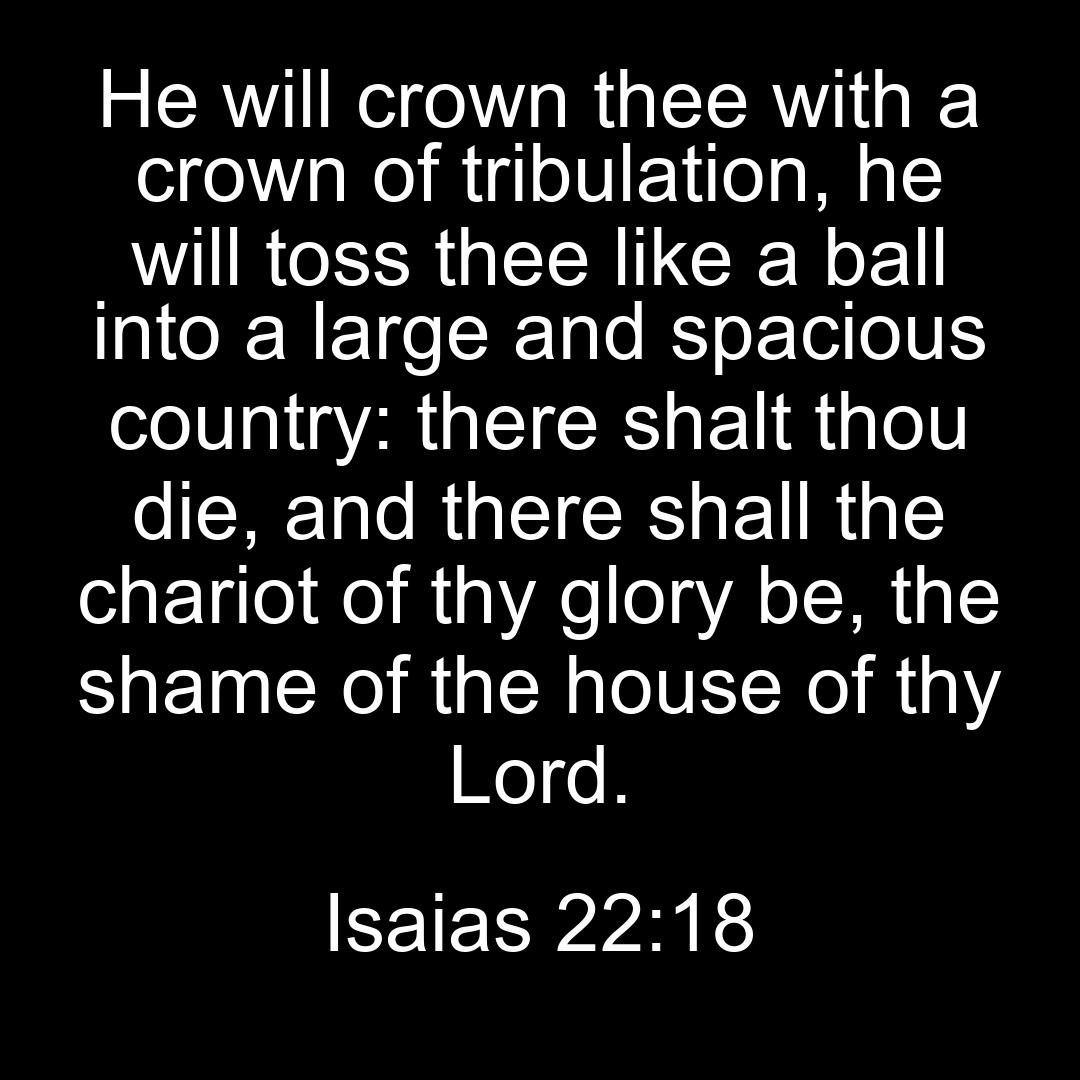 He will crown thee with a
crown of tribulation, he
will toss thee like a ball
into a large and spacious
country: there shalt thou
die, and there shall the
chariot of thy glory be, the
shame of the house of thy
Lord.
Isaias 22:18